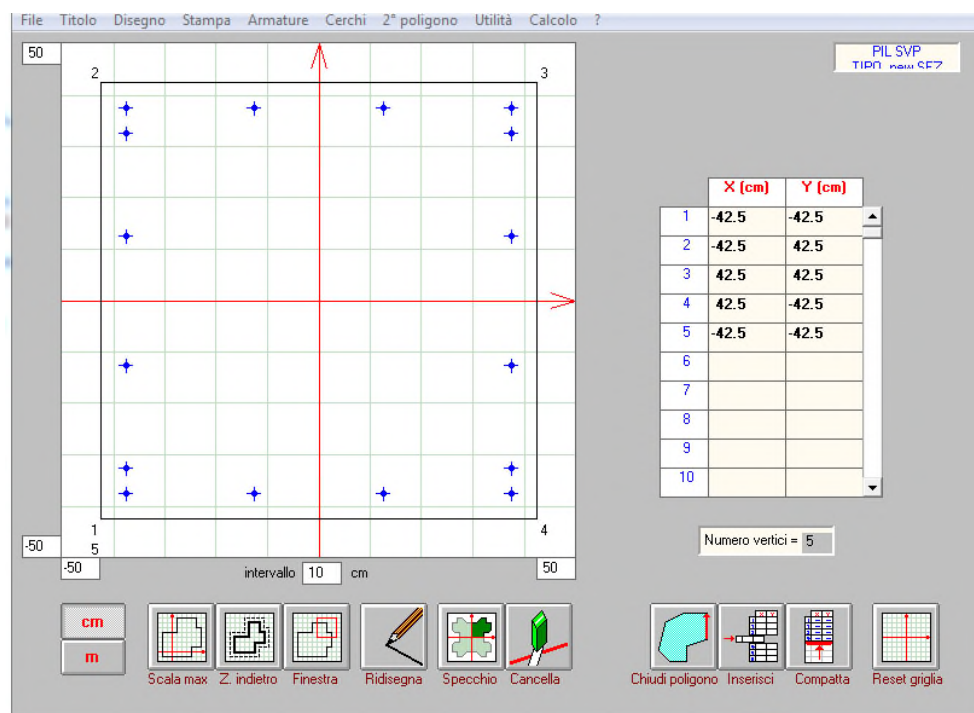 File Titolo Disegno Stampa Armature Cerchi 2° poligono Utilità Calcolo ?
50
PIL SVP
TIPO new SEZ
2 3
X (cm) Y (cm)
1 -42.5 -42.5
2 -42.5 42.5
3 42.5 42.5
4 42.5 -42.5
5 -42.5 -42.5
6
7
8
9
10
1 4
5
-50
-50 50
intervallo 10 cm
Numero vertici = 5
cm
m
Scala max Z. indietro Finestra Ridisegna Specchio Cancella Chiudi poligono Inserisci Compatta Reset griglia